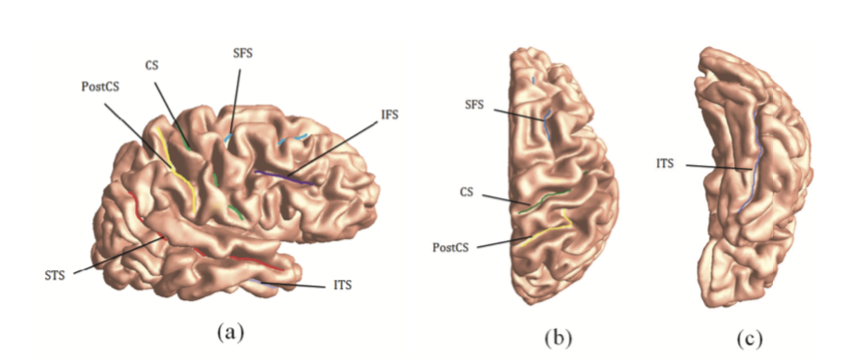 SFS
CS
PostCS
IFS
STS
ITS
(a)
SFS
CS
PostCS
(b)
ITS
(c)